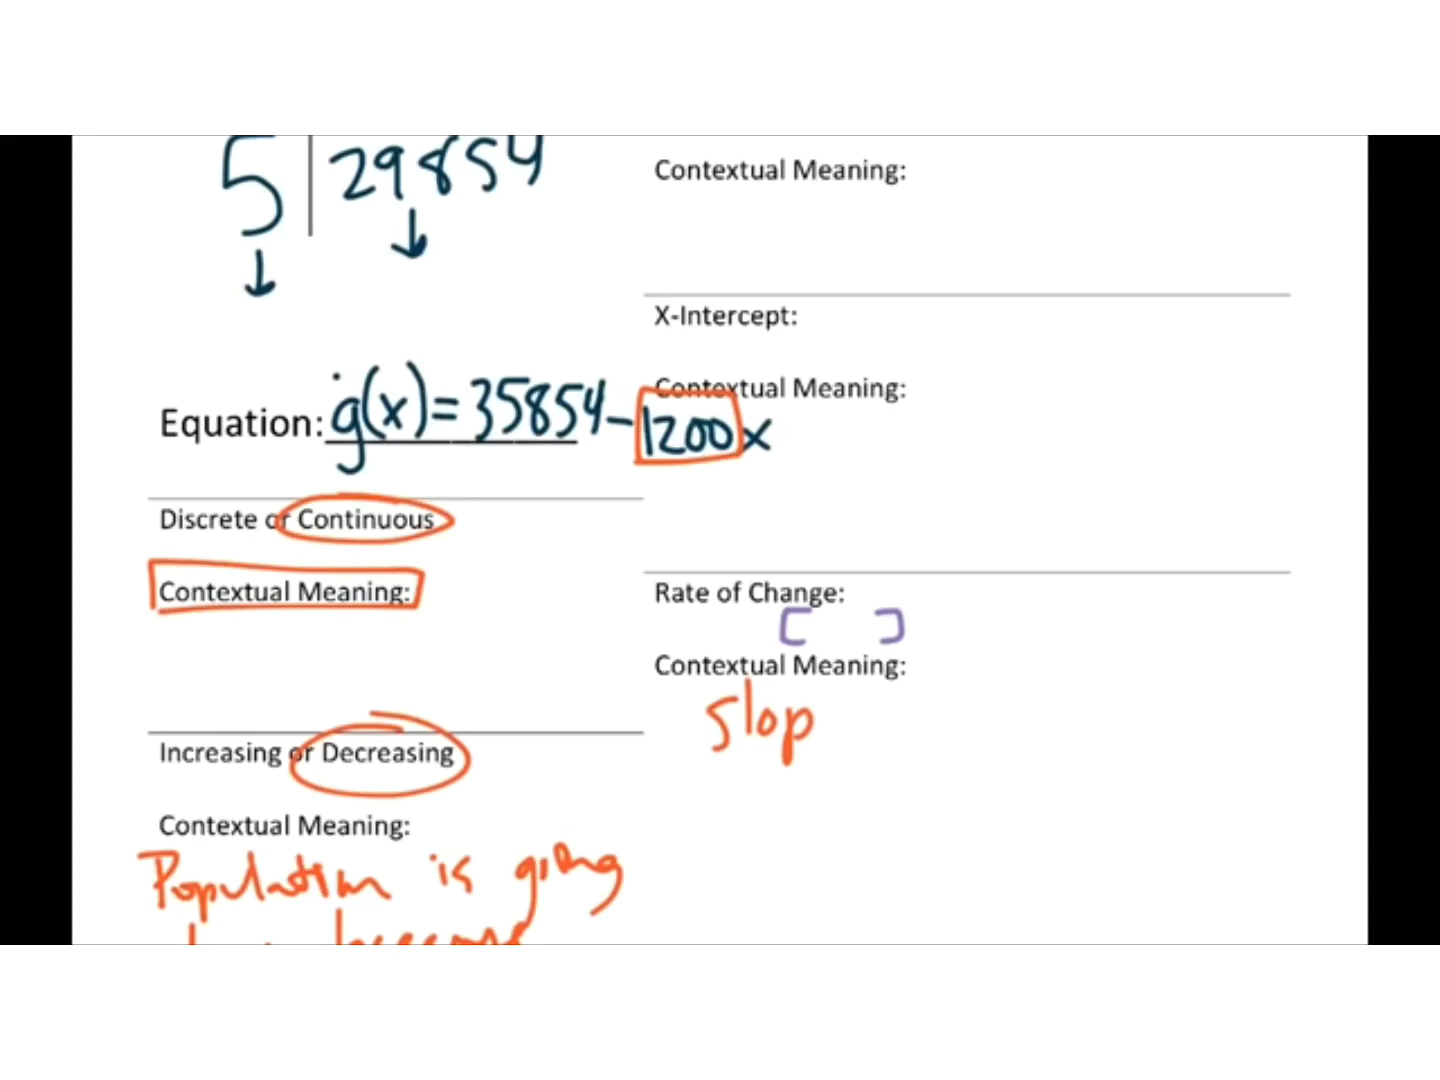 5 | 29854
Equation: g(x) = 35854 - 1200x
Discrete or Continuous
Contextual Meaning:
Increasing or Decreasing
Contextual Meaning:
Population is going
Contextual Meaning:
X-Intercept:
Contextual Meaning:
Rate of Change:
[ ]
Contextual Meaning:
Slop